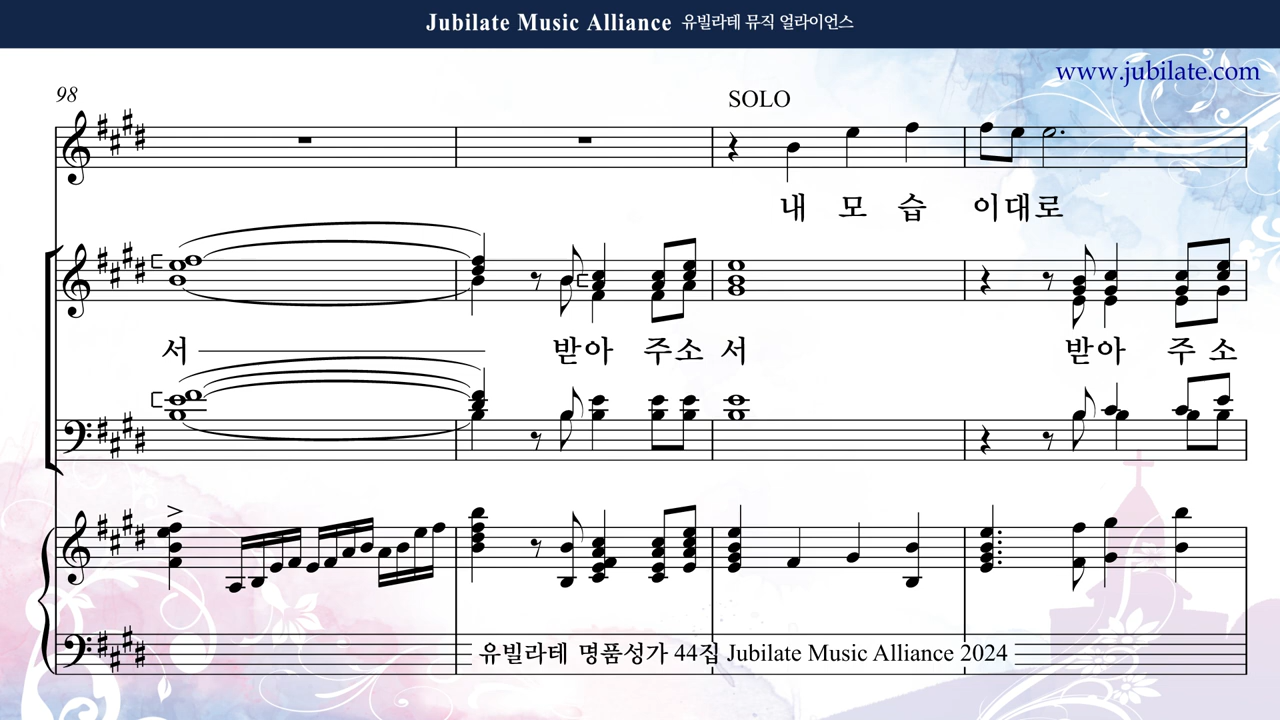 Jubilate Music Alliance 유빌라테 뮤직 얼라이언스
www.jubilate.com
98
SOLO
내 모 습 이대로
서 받아 주소 서 받아 주 소
유빌라테 명품성가 44집 Jubilate Music Alliance 2024